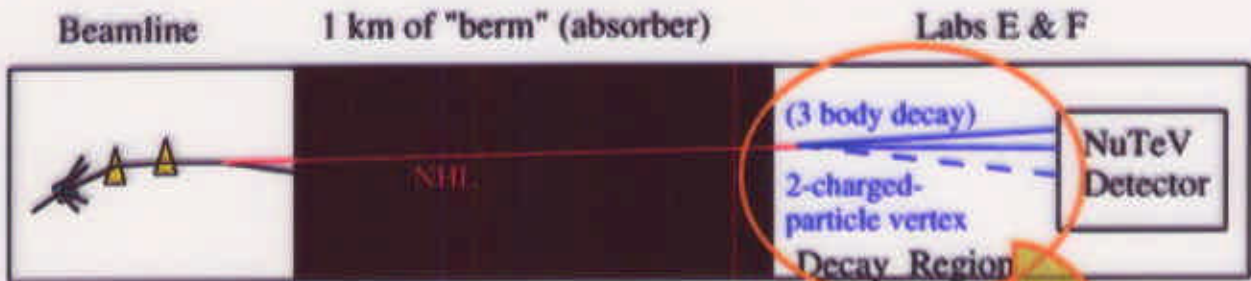 Beamline
1 km of "berm" (absorber)
Labs E & F
(3 body decay)
NHL
NuTeV
Detector
2-charged-
particle vertex
Decay Region